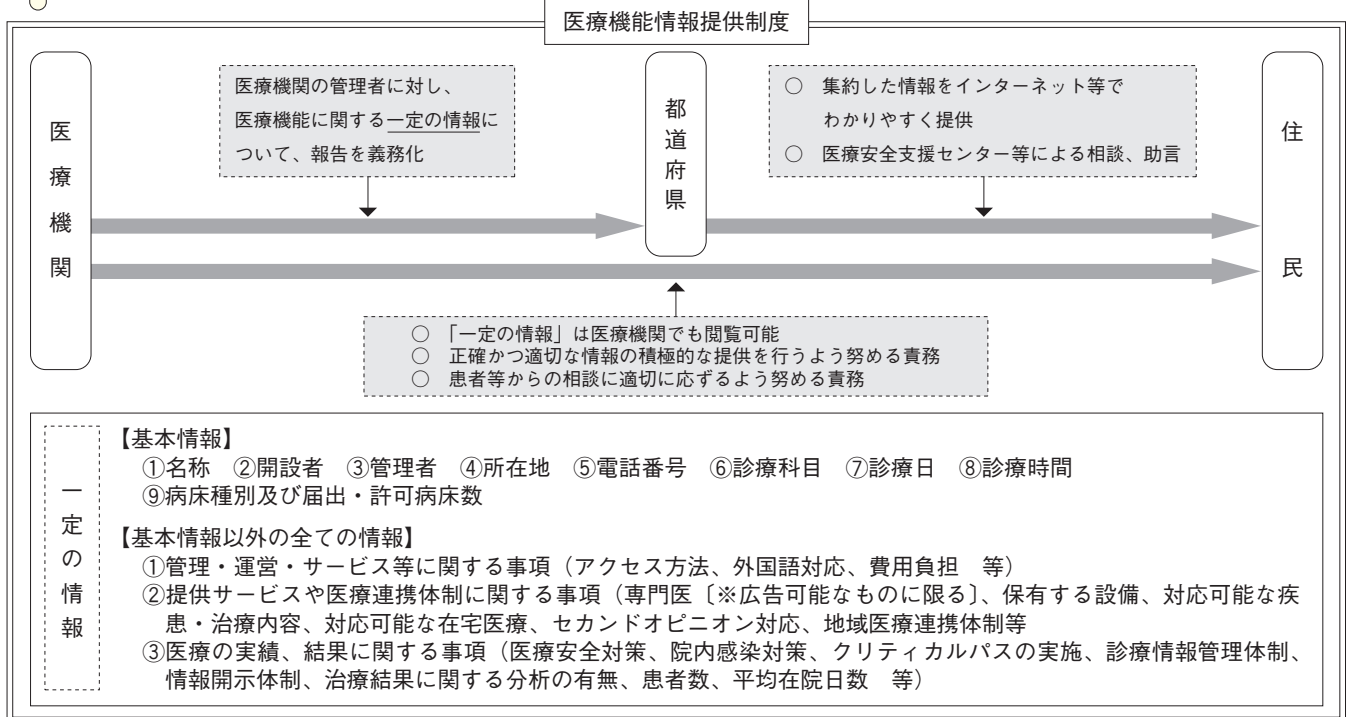 医療機能情報提供制度
医療機関
医療機関の管理者に対し、
医療機能に関する一定の情報に
ついて、報告を義務化
都道府県
○ 集約した情報をインターネット等で
わかりやすく提供
○ 医療安全支援センター等による相談、助言
住民
○ 「一定の情報」は医療機関でも閲覧可能
○ 正確かつ適切な情報の積極的な提供を行うよう努める責務
○ 患者等からの相談に適切に応ずるよう努める責務
一定の情報
【基本情報】
①名称 ②開設者 ③管理者 ④所在地 ⑤電話番号 ⑥診療科目 ⑦診療日 ⑧診療時間
⑨病床種別及び届出・許可病床数
【基本情報以外の全ての情報】
①管理・運営・サービス等に関する事項（アクセス方法、外国語対応、費用負担 等）
②提供サービスや医療連携体制に関する事項（専門医〔※広告可能なものに限る〕、保有する設備、対応可能な疾
患・治療内容、対応可能な在宅医療、セカンドオピニオン対応、地域医療連携体制等
③医療の実績、結果に関する事項（医療安全対策、院内感染対策、クリティカルパスの実施、診療情報管理体制、
情報開示体制、治療結果に関する分析の有無、患者数、平均在院日数 等）